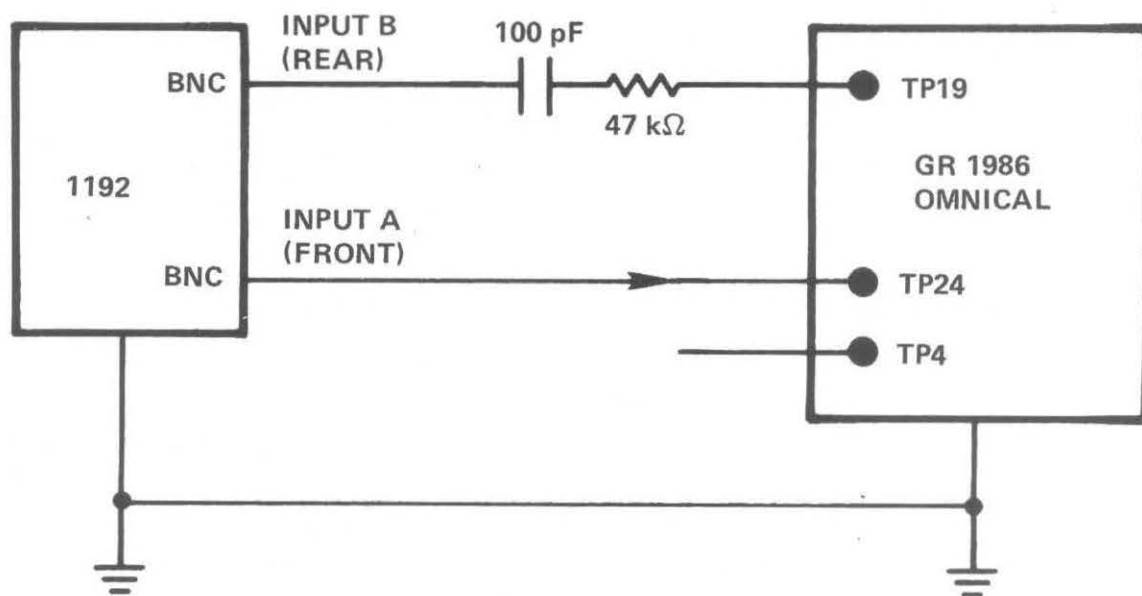 INPUT B
(REAR)
100 pF
BNC
47 kΩ
TP19
1192
GR 1986
OMNICAL
INPUT A
(FRONT)
BNC
TP24
TP4